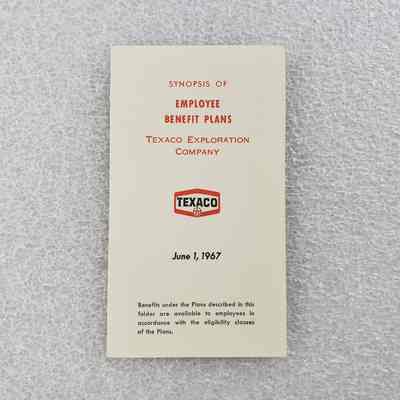 SYNOPSIS OF
EMPLOYEE
BENEFIT PLANS
TEXACO EXPLORATION
COMPANY
TEXACO
June 1, 1967
Benefits under the Plans described in this
folder are available to employees in
accordance with the eligibility clauses
of the Plans.